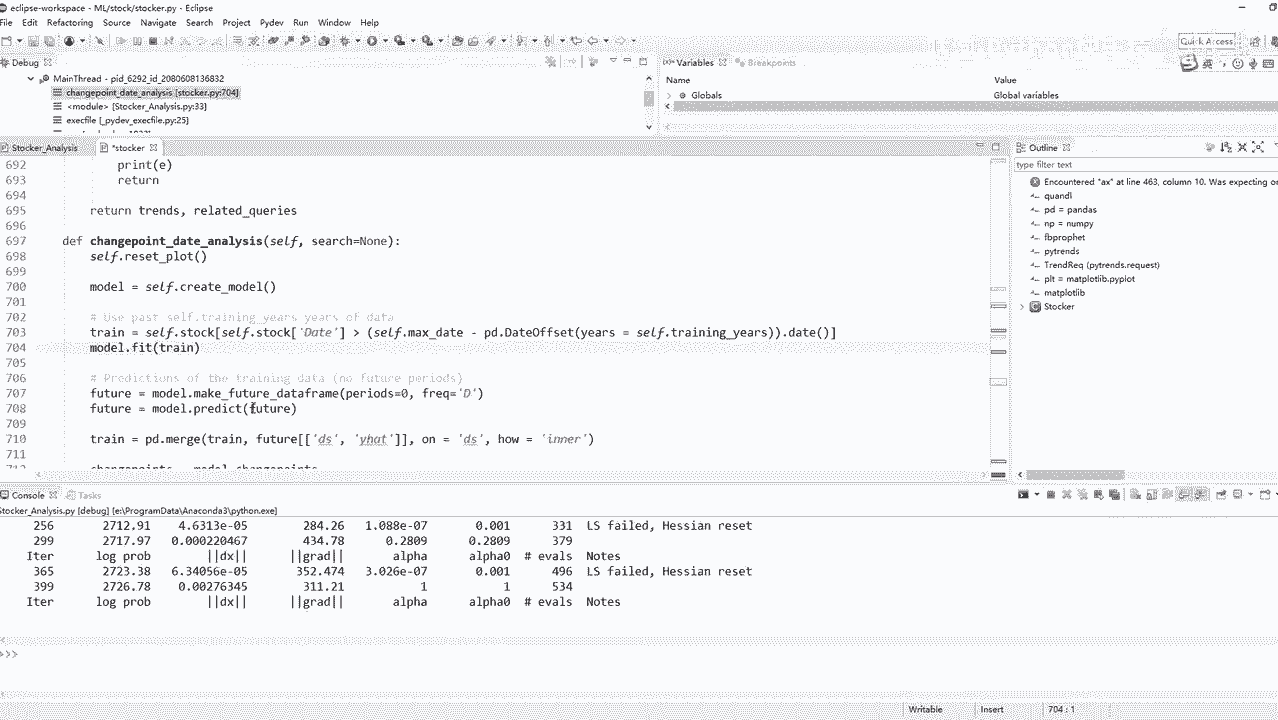 eclipse-workspace - ML/stock/stocker.py - Eclipse
File Edit Refactoring Source Navigate Search Project Pydev Run Window Help
Quick Access
Debug
MainThread - pid_6292_id_2080608136832
changepoint_date_analysis [stocker.py:704]
<module> [Stocker_Analysis.py:33]
execfile [_pydev_execfile.py:25]
Variables Breakpoints
Name Value
Globals Global variables
Stocker_Analysis *stocker
692 print(e)
693 return
694
695 return trends, related_queries
696
697 def changepoint_date_analysis(self, search=None):
698 self.reset_plot()
699
700 model = self.create_model()
701
702 # Use past self.training_years years of data
703 train = self.stock[self.stock['Date'] > (self.max_date - pd.DateOffset(years = self.training_years)).date()]
704 model.fit(train)
705
706 # Predictions of the training data (no future periods)
707 future = model.make_future_dataframe(periods=0, freq='D')
708 future = model.predict(future)
709
710 train = pd.merge(train, future[['ds', 'yhat']], on = 'ds', how = 'inner')
711
712 changepoints = model.changepoints
Outline
type filter text
Encountered "ax" at line 463, column 10. Was expecting on
quandl
pd = pandas
np = numpy
fbprophet
pytrends
TrendReq (pytrends.request)
plt = matplotlib.pyplot
matplotlib
Stocker
Console Tasks
Stocker_Analysis.py [debug] [e:\ProgramData\Anaconda3\python.exe]
256 2712.91 4.6313e-05 284.26 1.088e-07 0.001 331 LS failed, Hessian reset
299 2717.97 0.000220467 434.78 0.2809 0.2809 379
Iter log prob ||dx|| ||grad|| alpha alpha0 # evals Notes
365 2723.38 6.34056e-05 352.474 3.026e-07 0.001 496 LS failed, Hessian reset
399 2726.78 0.00276345 311.21 1 1 534
Iter log prob ||dx|| ||grad|| alpha alpha0 # evals Notes
>>>
Writable Insert 704 : 1